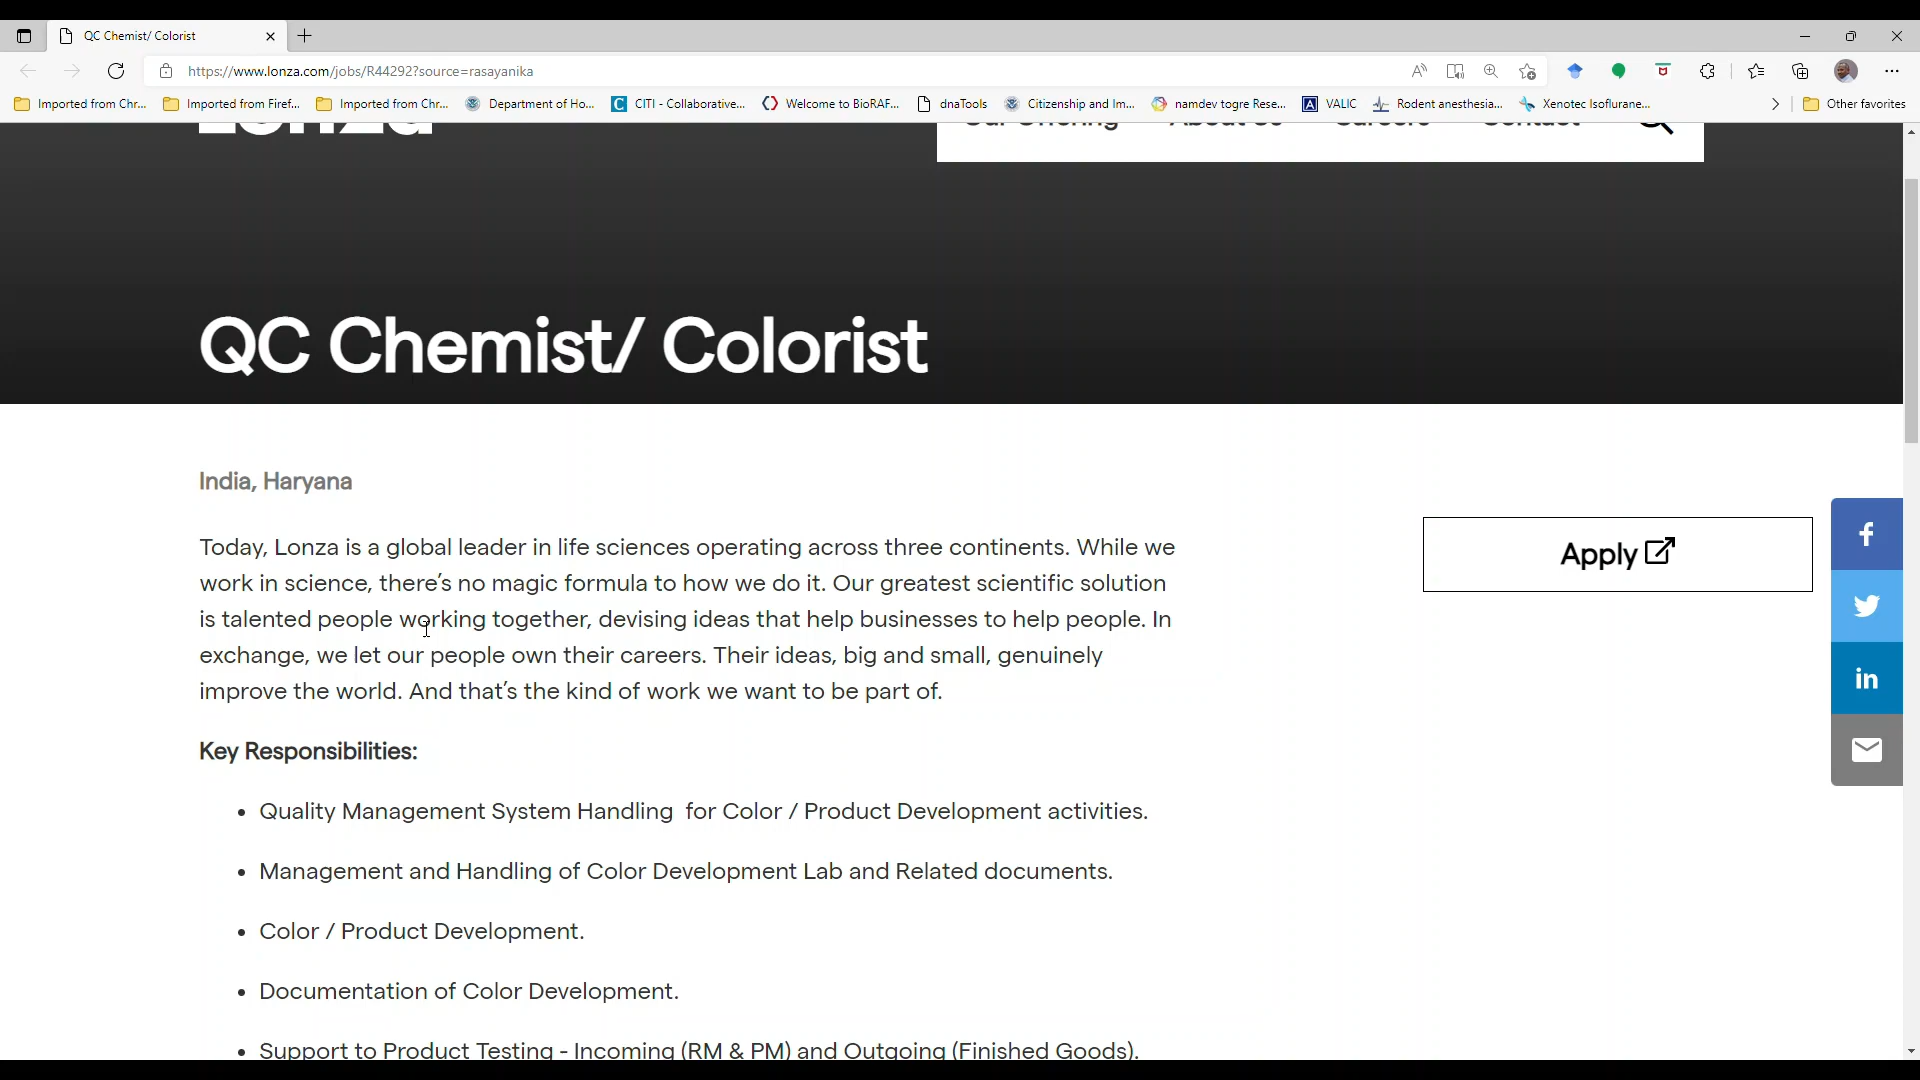 QC Chemist/ Colorist
https://www.lonza.com/jobs/R44292?source=rasayanika
Imported from Chr...
Imported from Firef...
Imported from Chr...
Department of Ho...
CITI - Collaborative...
Welcome to BioRAF...
dnaTools
Citizenship and Im...
namdev togre Rese...
VALIC
Rodent anesthesia...
Xenotec Isoflurane...
Other favorites
Lonza
Our Offering
About Us
Careers
Contact
QC Chemist/ Colorist
India, Haryana
Today, Lonza is a global leader in life sciences operating across three continents. While we
work in science, there’s no magic formula to how we do it. Our greatest scientific solution
is talented people working together, devising ideas that help businesses to help people. In
exchange, we let our people own their careers. Their ideas, big and small, genuinely
improve the world. And that’s the kind of work we want to be part of.
Apply
Key Responsibilities:
• Quality Management System Handling  for Color / Product Development activities.
• Management and Handling of Color Development Lab and Related documents.
• Color / Product Development.
• Documentation of Color Development.
• Support to Product Testing - Incoming (RM & PM) and Outgoing (Finished Goods).